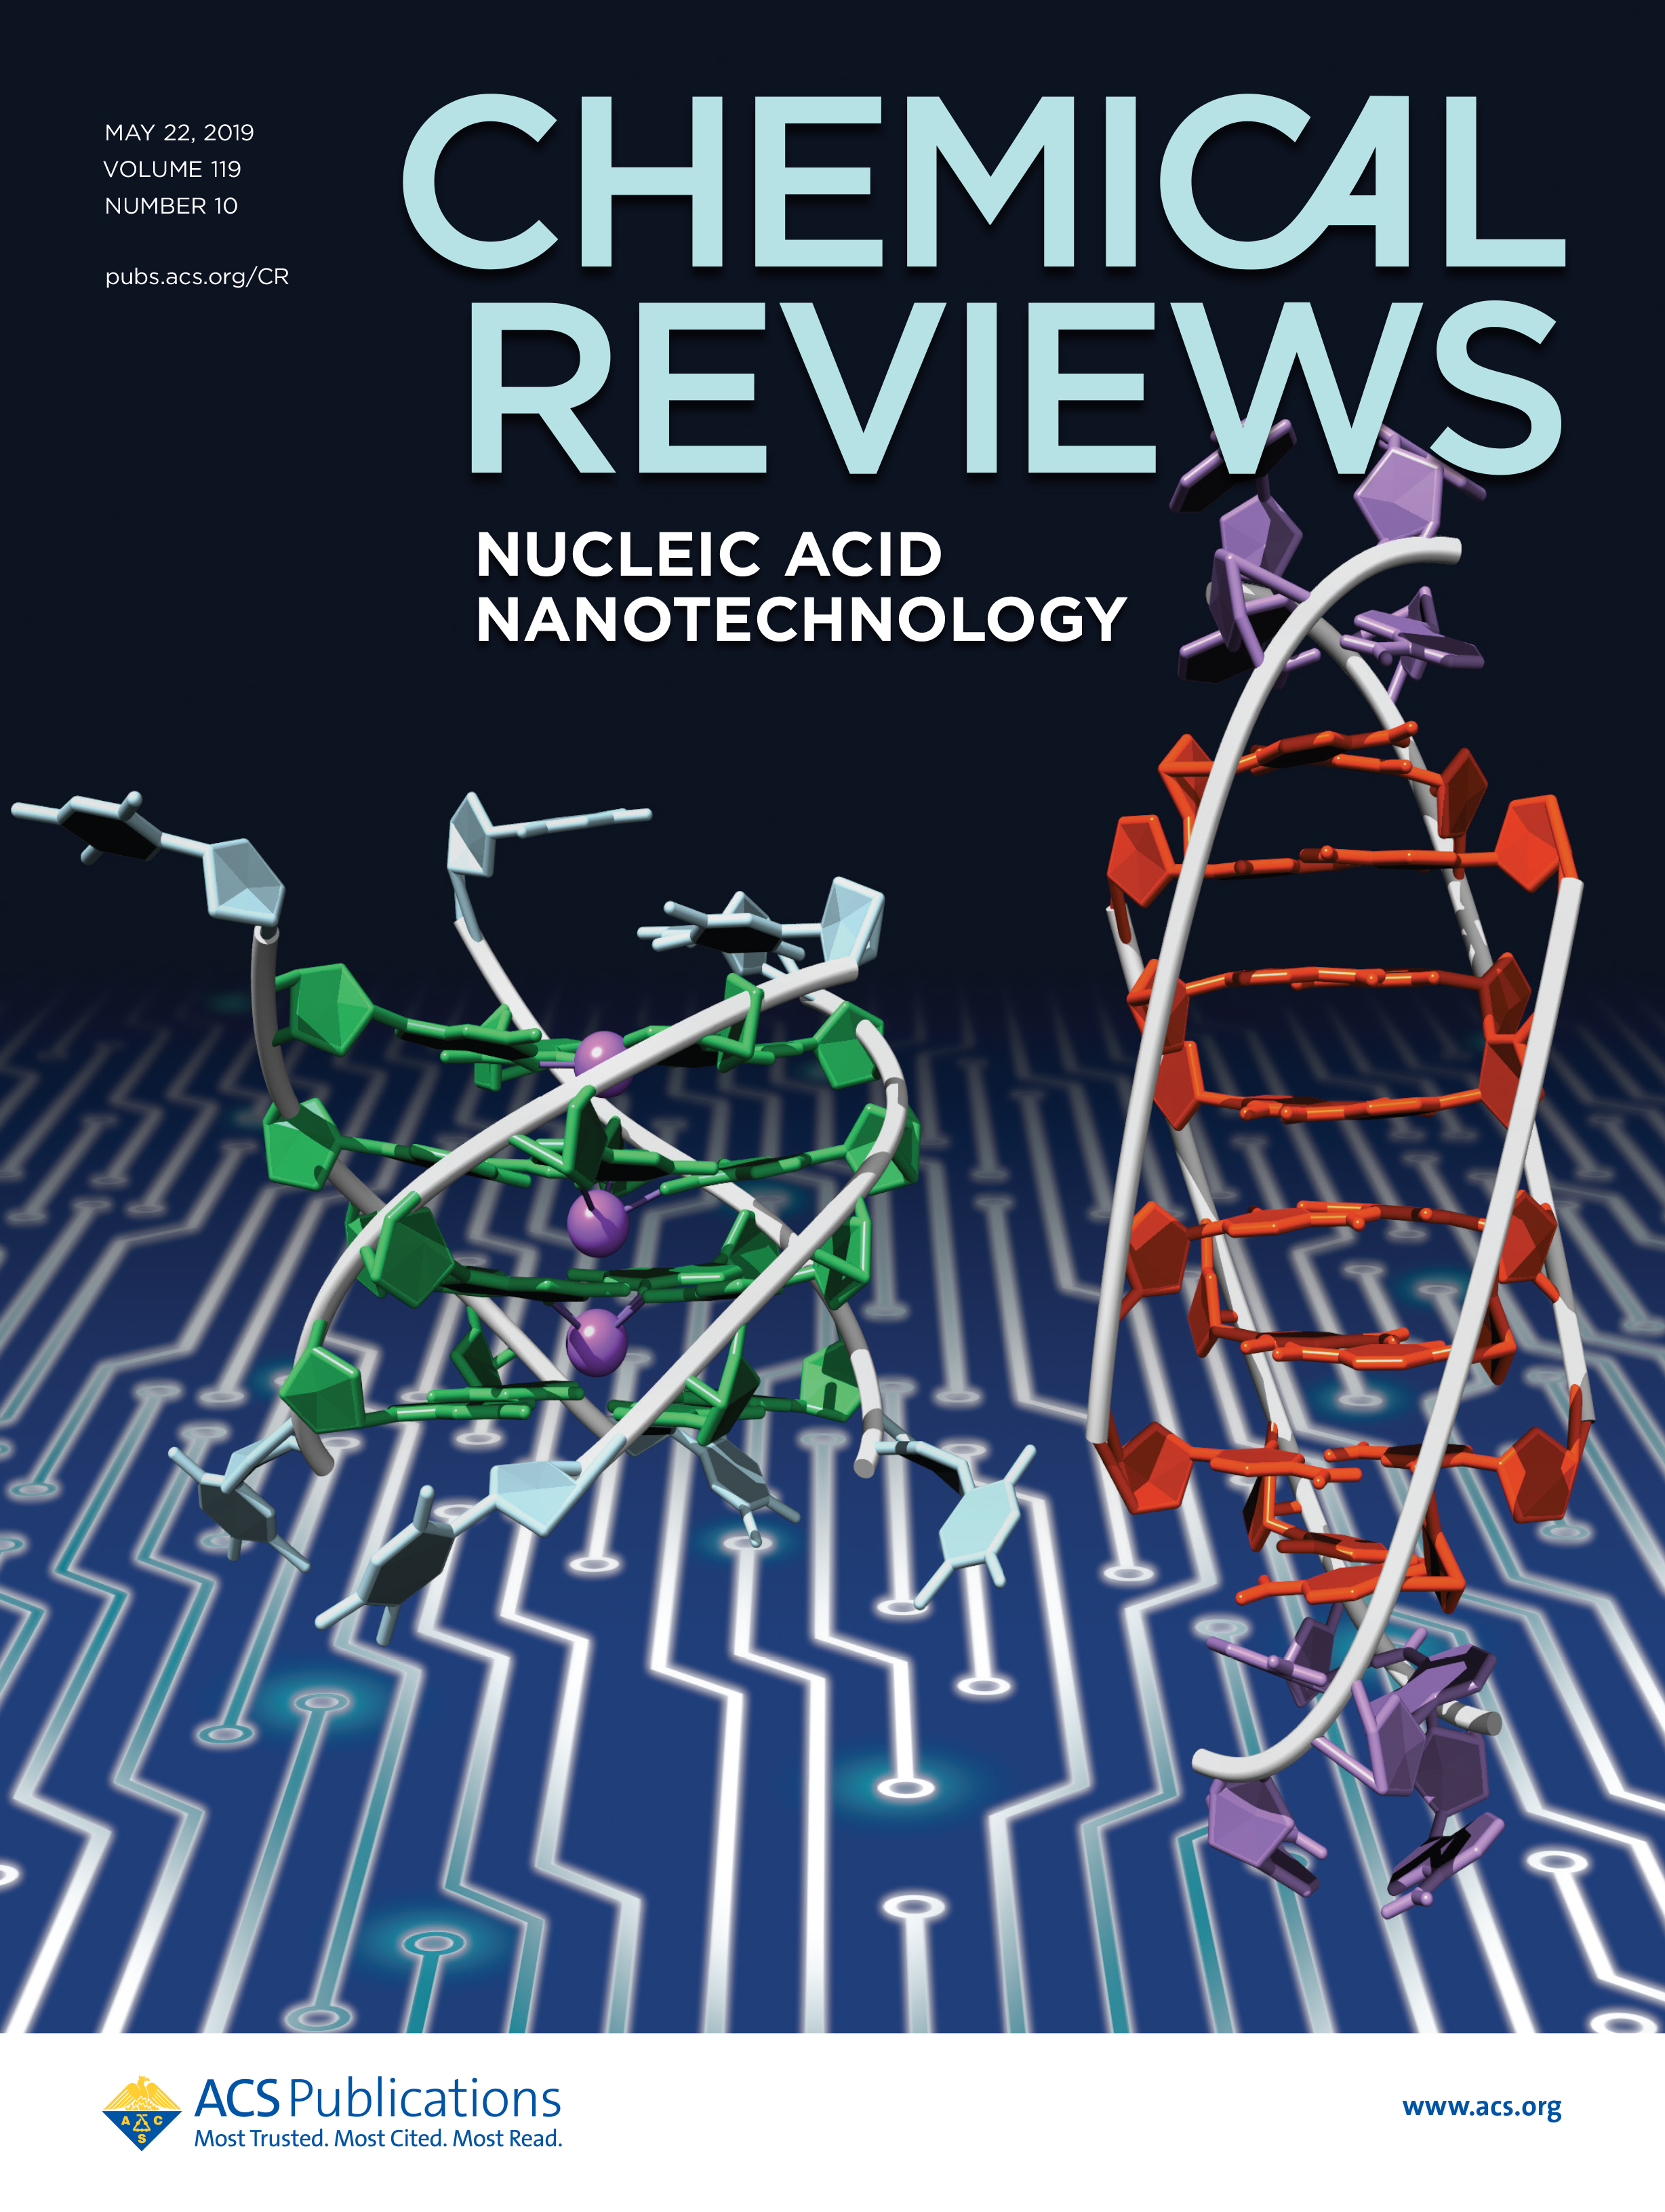 MAY 22, 2019
VOLUME 119
NUMBER 10
pubs.acs.org/CR
CHEMICAL
REVIEWS
NUCLEIC ACID
NANOTECHNOLOGY
A C
S
ACS Publications
Most Trusted. Most Cited. Most Read.
www.acs.org